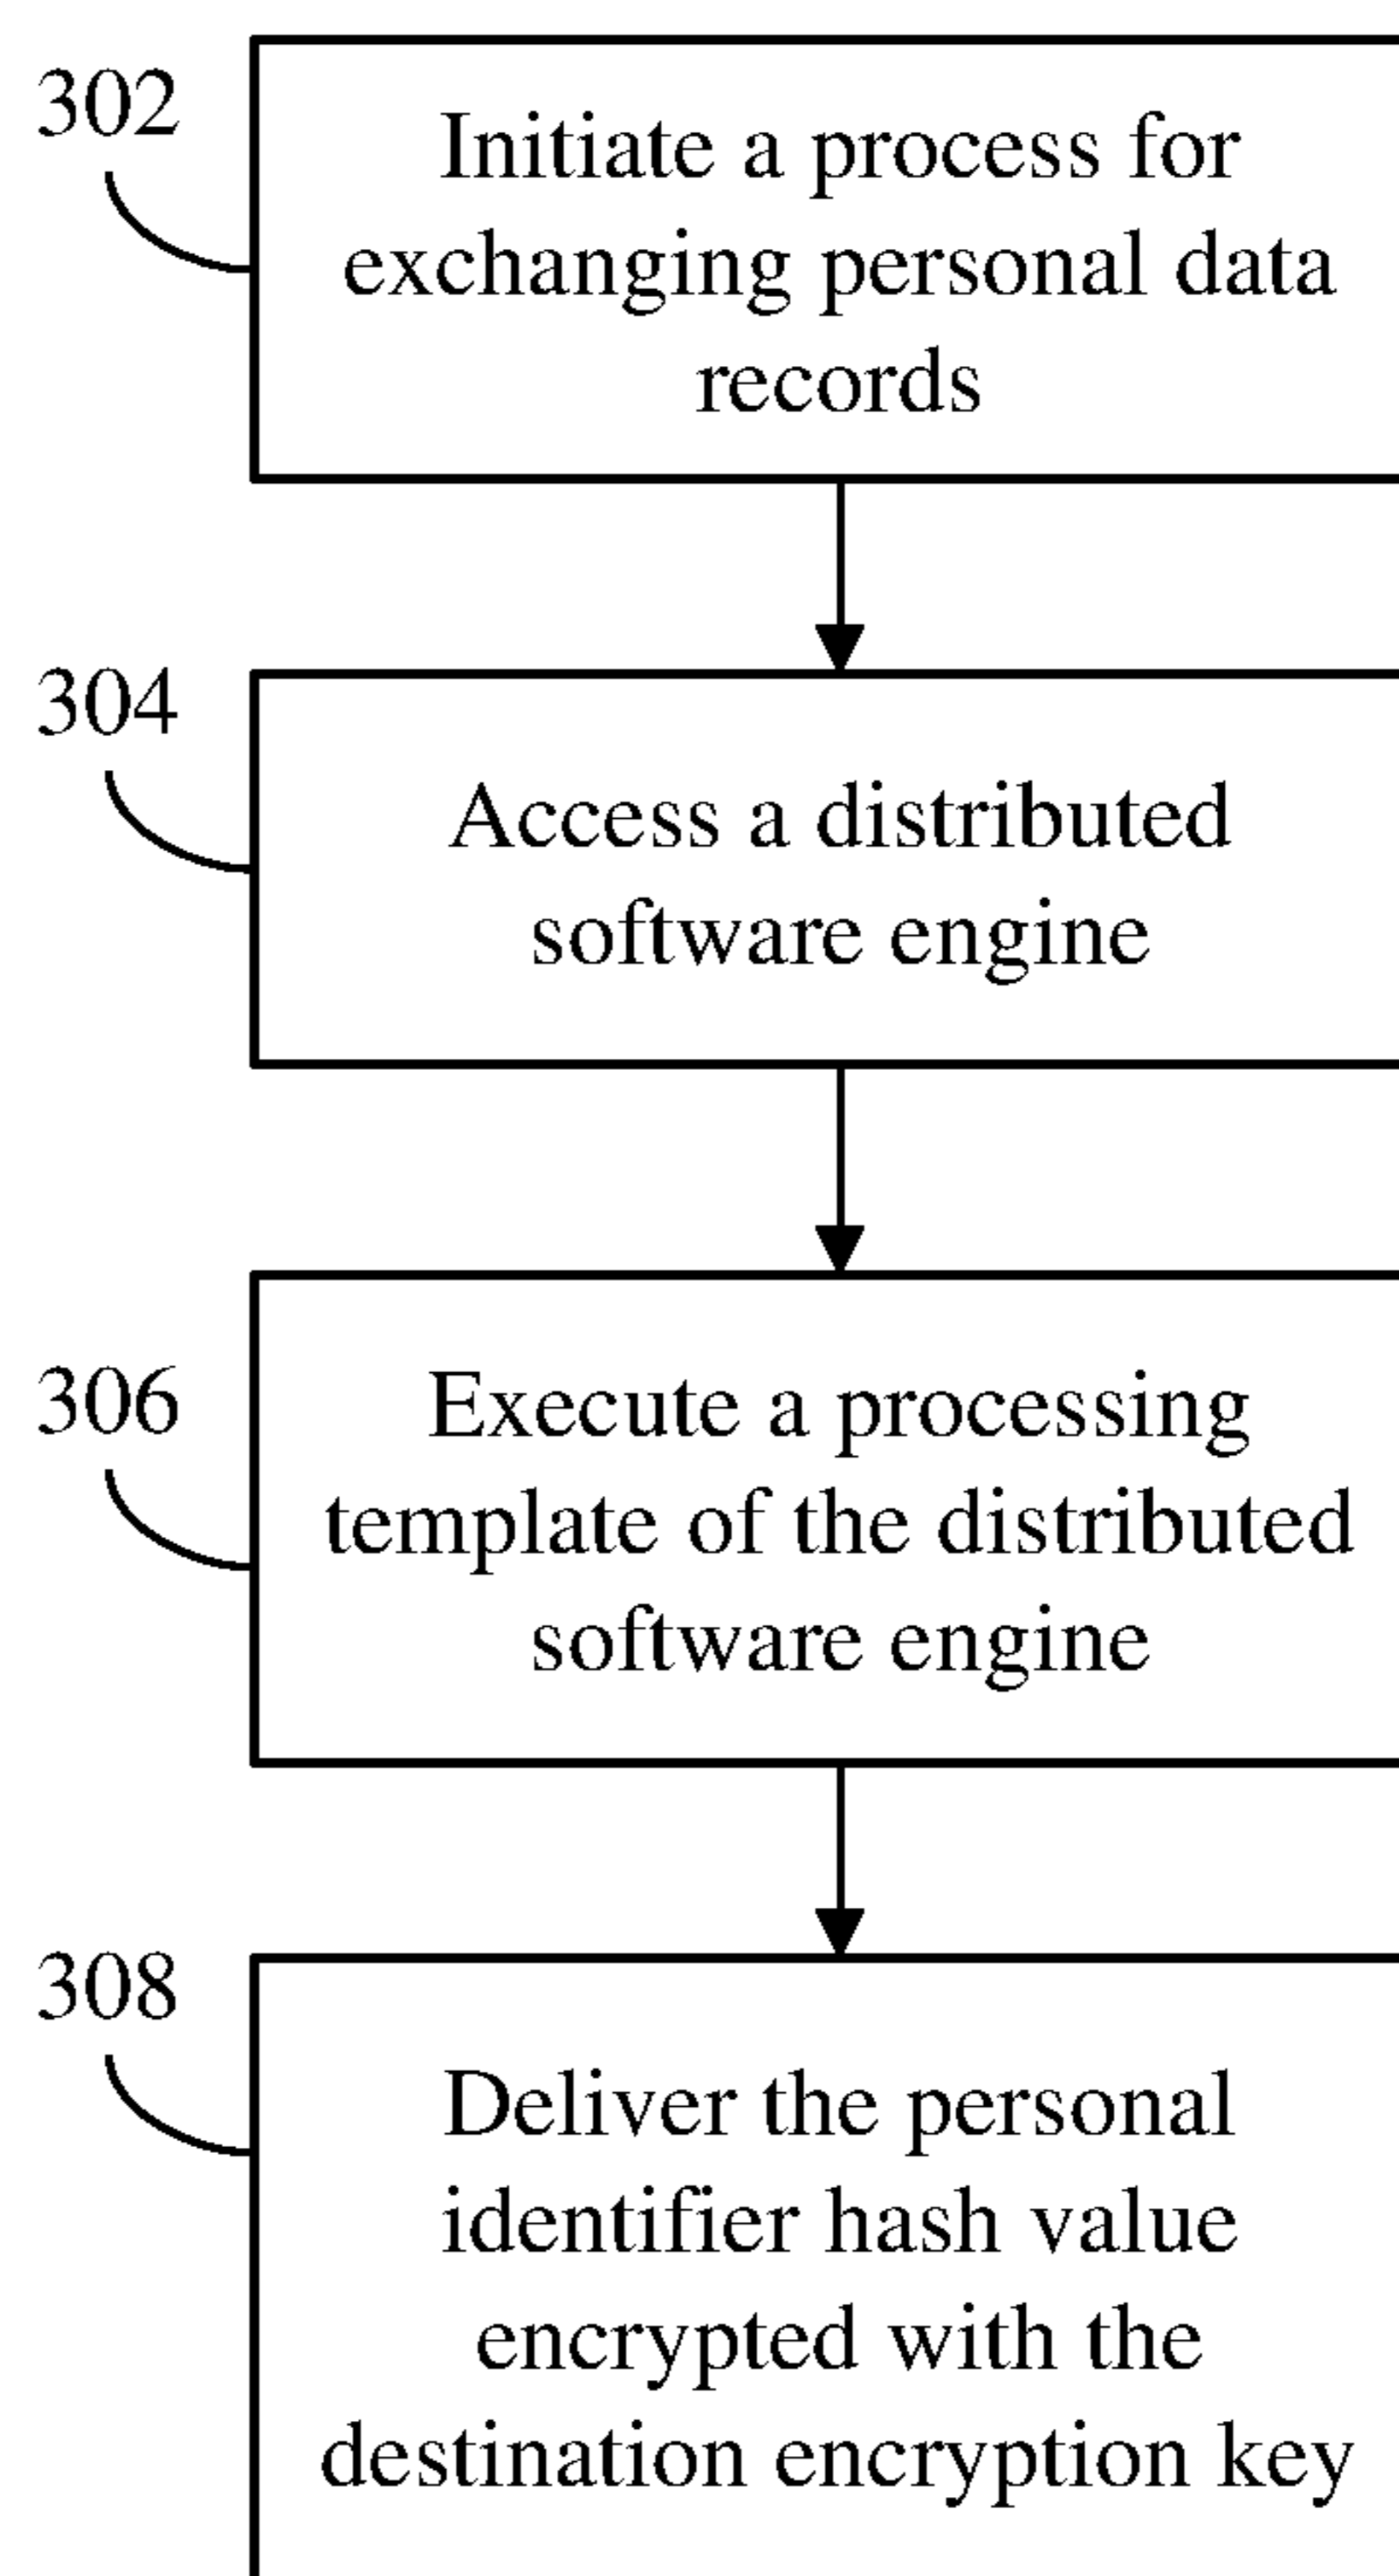 302
Initiate a process for
exchanging personal data
records
304
Access a distributed
software engine
306
Execute a processing
template of the distributed
software engine
308
Deliver the personal
identifier hash value
encrypted with the
destination encryption key